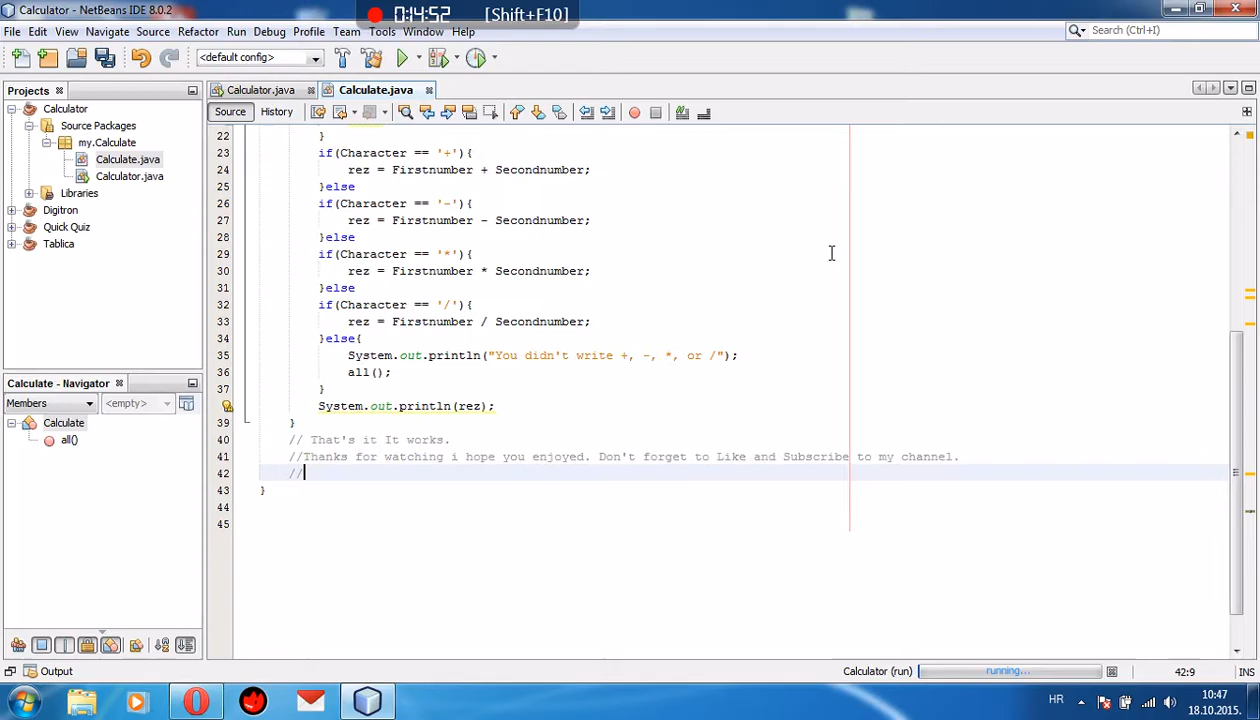 Calculator - NetBeans IDE 8.0.2
0:14:52 [Shift+F10]
File Edit View Navigate Source Refactor Run Debug Profile Team Tools Window Help
Search (Ctrl+I)
<default config>
Projects
Calculator.java Calculate.java
Calculator
Source History
Source Packages
my.Calculate
Calculate.java
Calculator.java
Libraries
Digitron
Quick Quiz
Tablica
22 }
23 if(Character == '+'){
24 rez = Firstnumber + Secondnumber;
25 }else
26 if(Character == '-'){
27 rez = Firstnumber - Secondnumber;
28 }else
29 if(Character == '*'){
30 rez = Firstnumber * Secondnumber;
31 }else
32 if(Character == '/'){
33 rez = Firstnumber / Secondnumber;
34 }else{
35 System.out.println("You didn't write +, -, *, or /");
36 all();
37 }
38 System.out.println(rez);
39 }
40 // That's it It works.
41 //Thanks for watching i hope you enjoyed. Don't forget to Like and Subscribe to my channel.
42 //
43 }
44
45
Calculate - Navigator
Members <empty>
Calculate
all()
Output
Calculator (run) running... 42:9 INS
HR 10:47
18.10.2015.